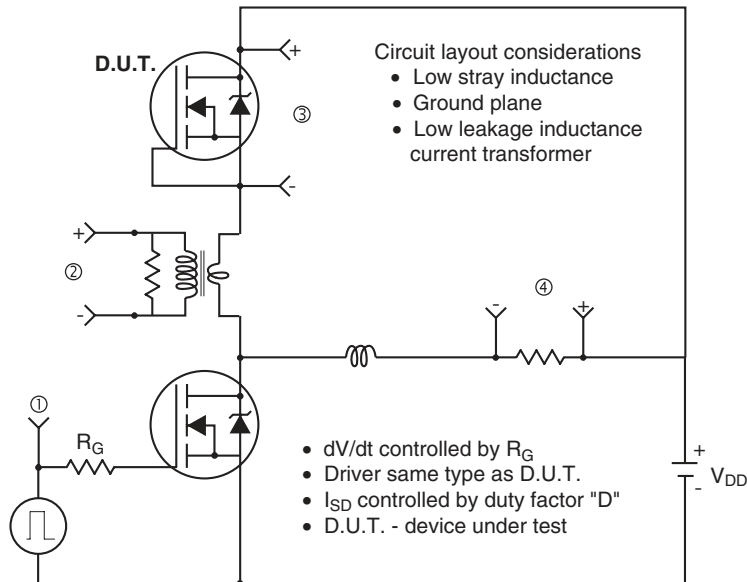 D.U.T.
+
-
③
Circuit layout considerations
• Low stray inductance
• Ground plane
• Low leakage inductance
current transformer
+
②
-
④
- +
①
R_G
• dV/dt controlled by R_G
• Driver same type as D.U.T.
• I_SD controlled by duty factor "D"
• D.U.T. - device under test
+
-
V_DD